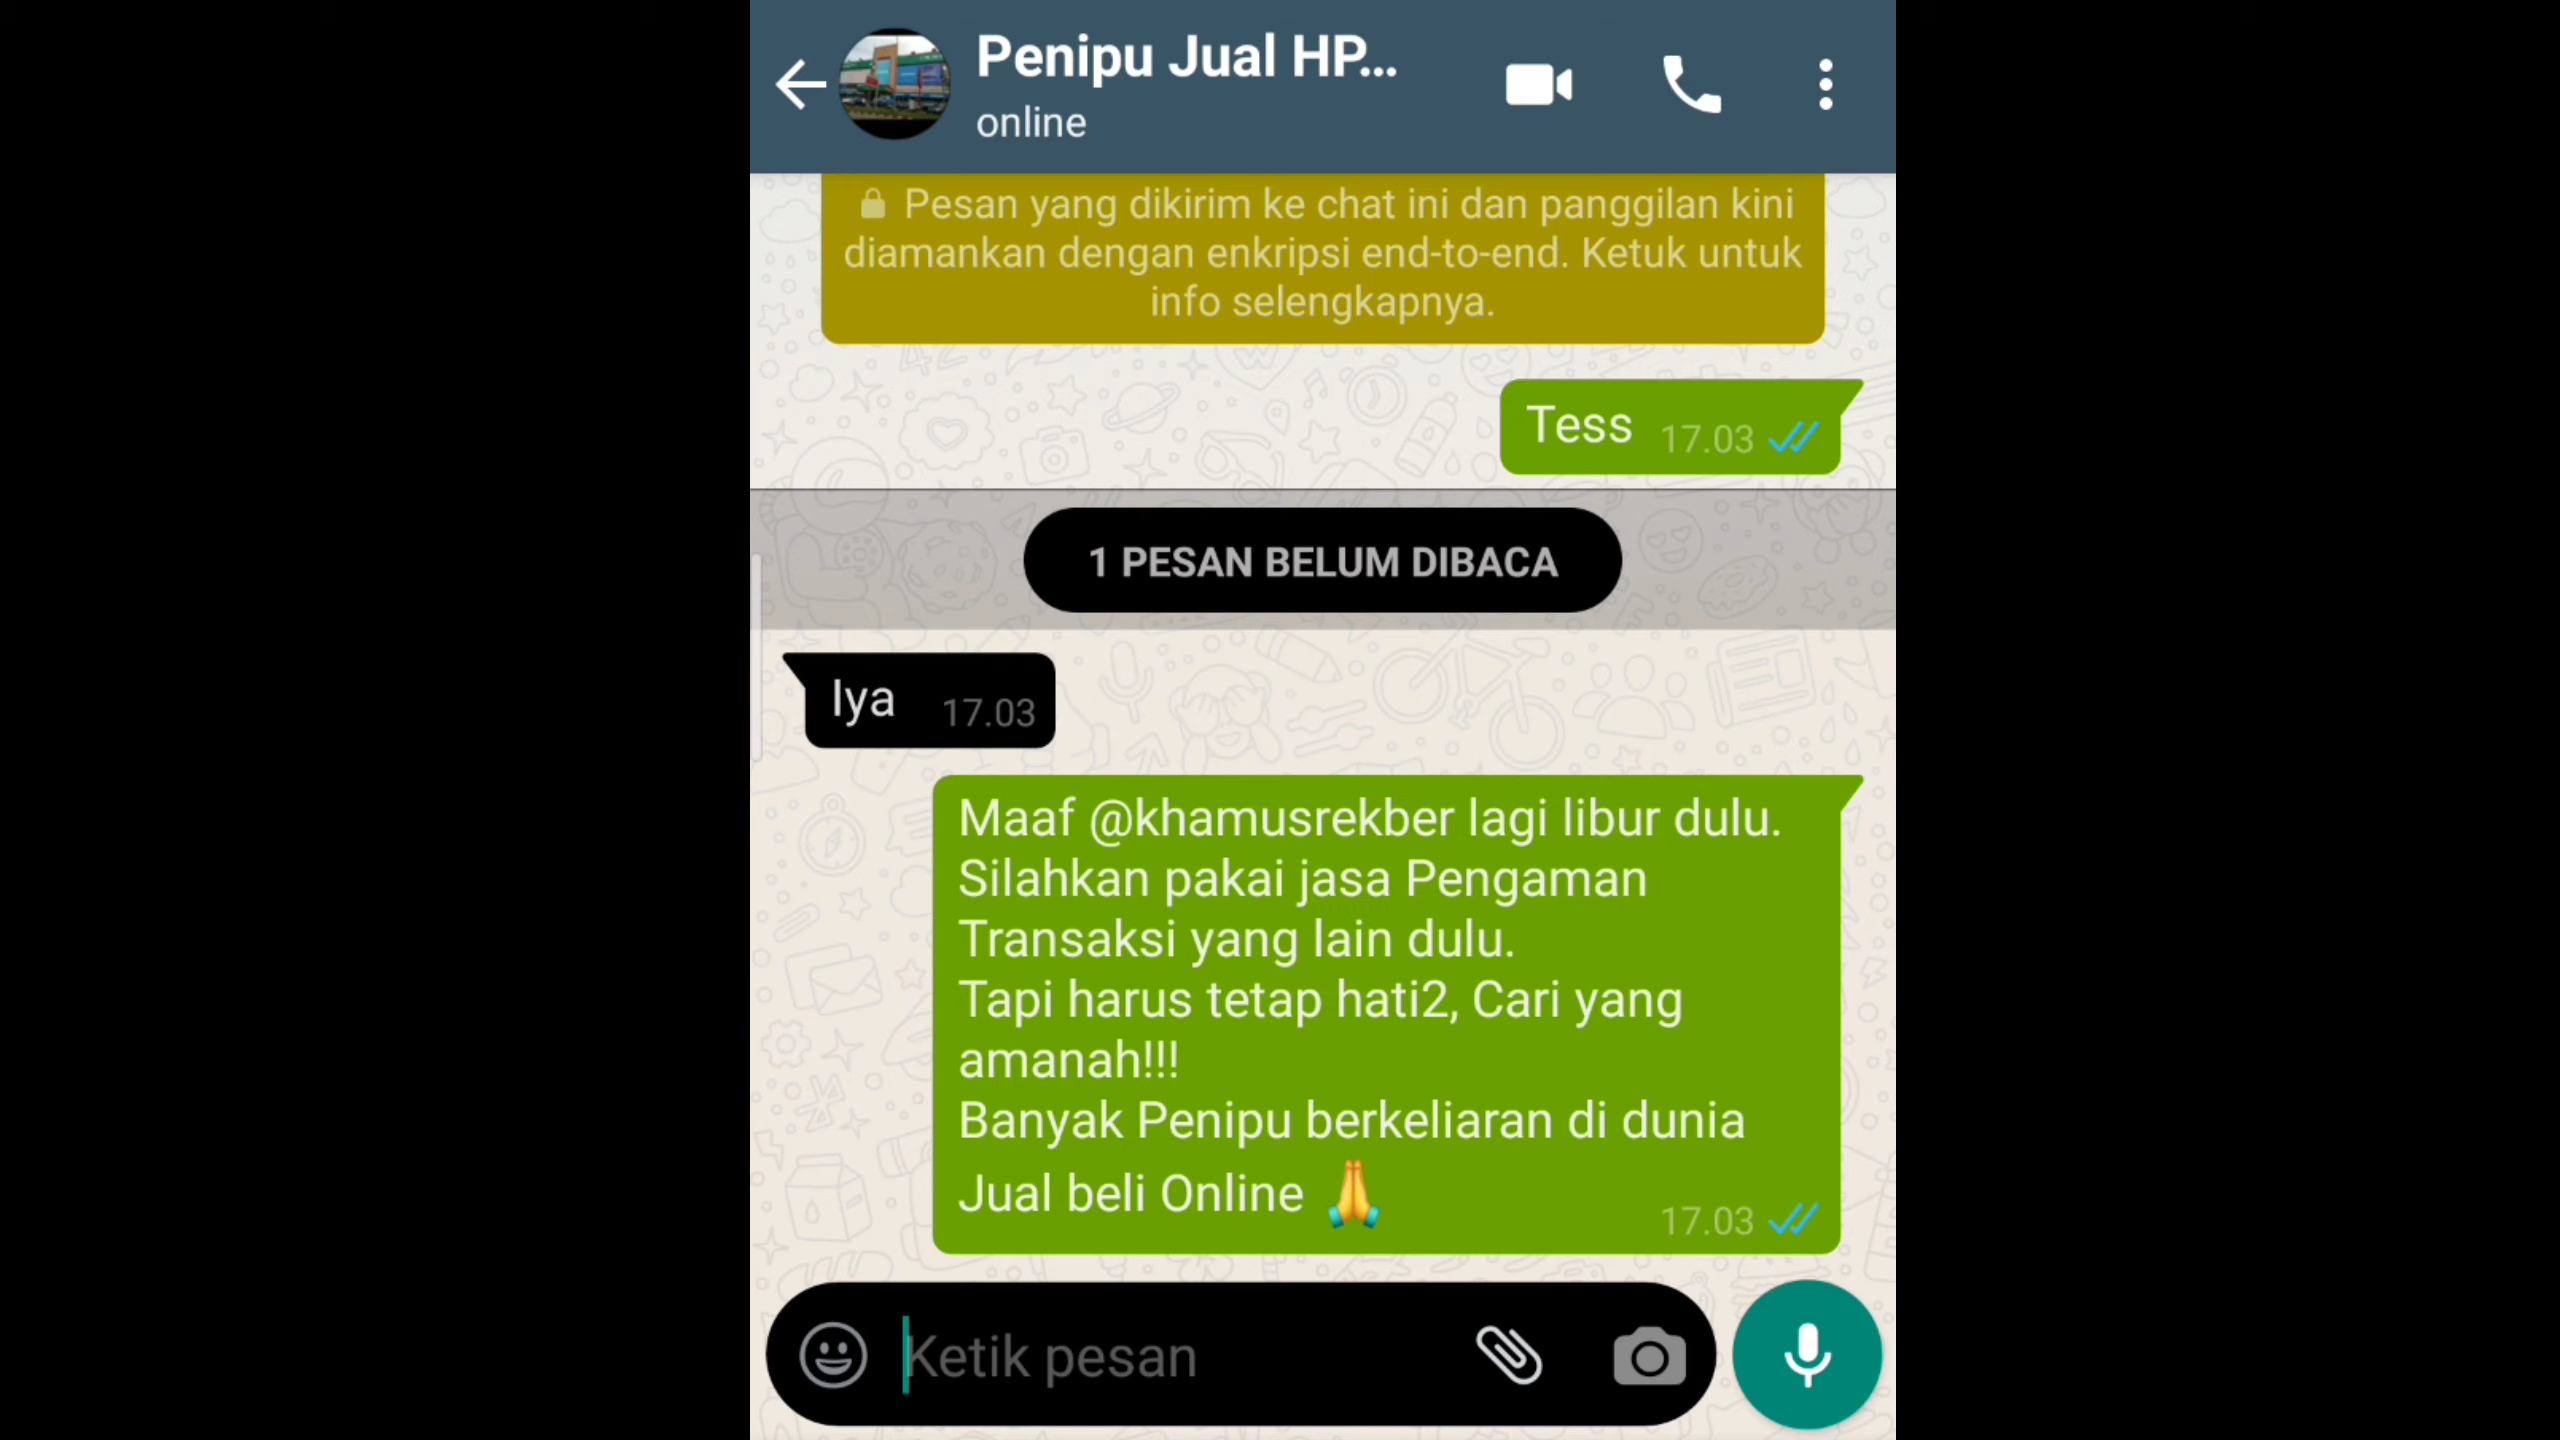 Penipu Jual HP...
online
Pesan yang dikirim ke chat ini dan panggilan kini
diamankan dengan enkripsi end-to-end. Ketuk untuk
info selengkapnya.
Tess 17.03
1 PESAN BELUM DIBACA
Iya 17.03
Maaf @khamusrekber lagi libur dulu.
Silahkan pakai jasa Pengaman
Transaksi yang lain dulu.
Tapi harus tetap hati2, Cari yang
amanah!!!
Banyak Penipu berkeliaran di dunia
Jual beli Online 🙏
17.03
Ketik pesan